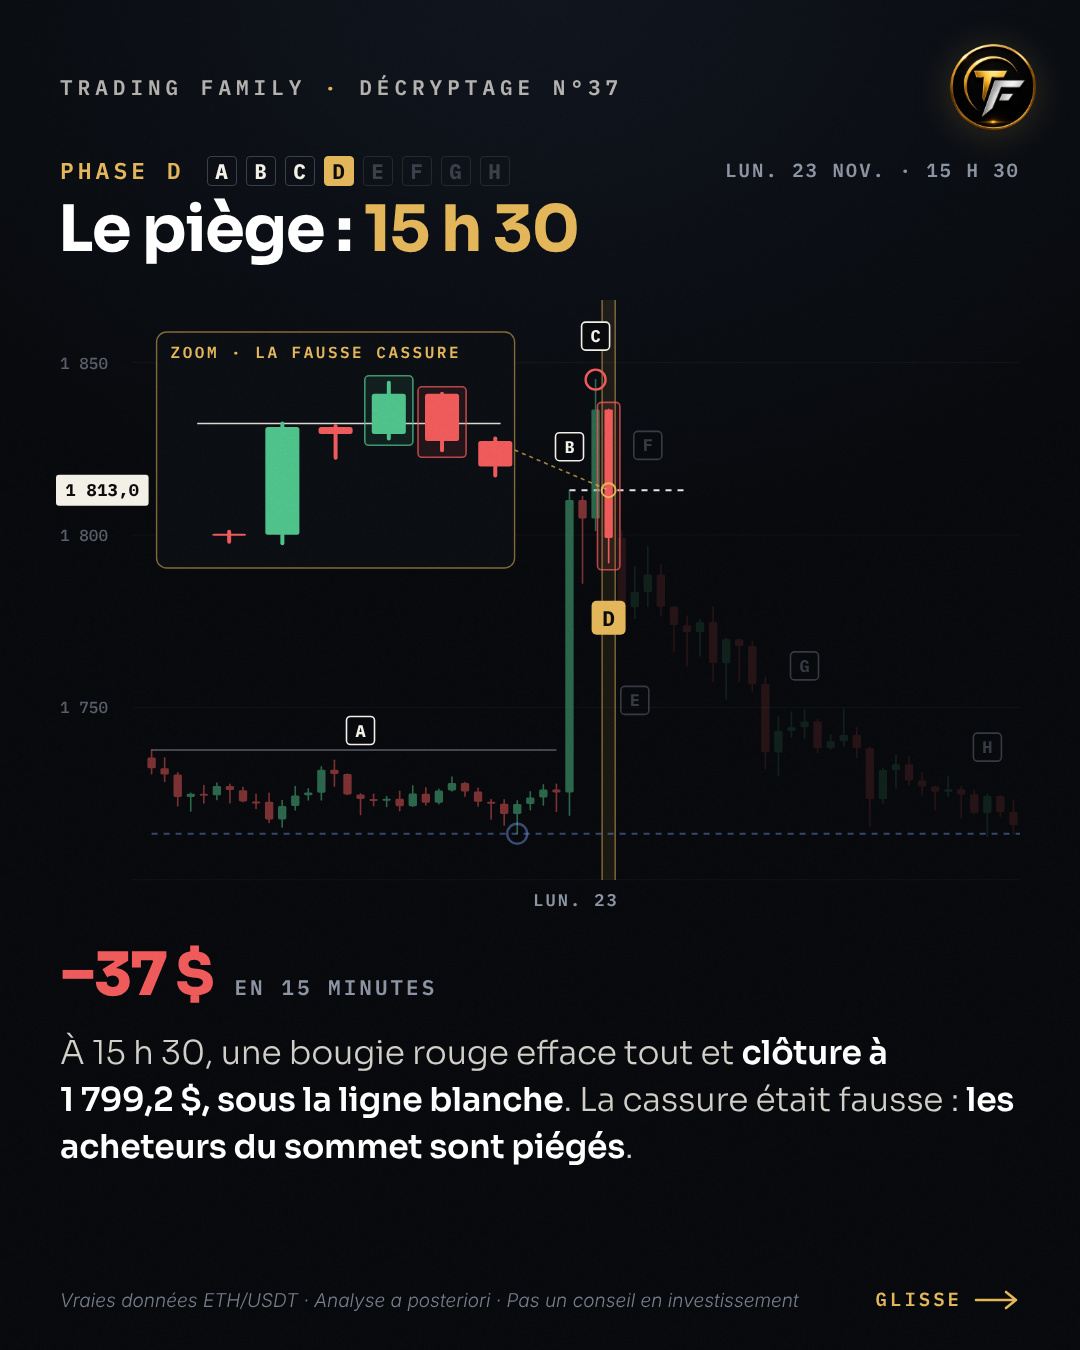 TRADING FAMILY · DÉCRYPTAGE N°37
TF
PHASE D A B C D E F G H
LUN. 23 NOV. · 15 H 30
Le piège : 15 h 30
ZOOM · LA FAUSSE CASSURE
C
1 850
B
F
1 813,0
1 800
D
G
E
1 750
A
H
LUN. 23
−37 $ EN 15 MINUTES
À 15 h 30, une bougie rouge efface tout et clôture à
1 799,2 $, sous la ligne blanche. La cassure était fausse : les
acheteurs du sommet sont piégés.
Vraies données ETH/USDT · Analyse a posteriori · Pas un conseil en investissement
GLISSE →